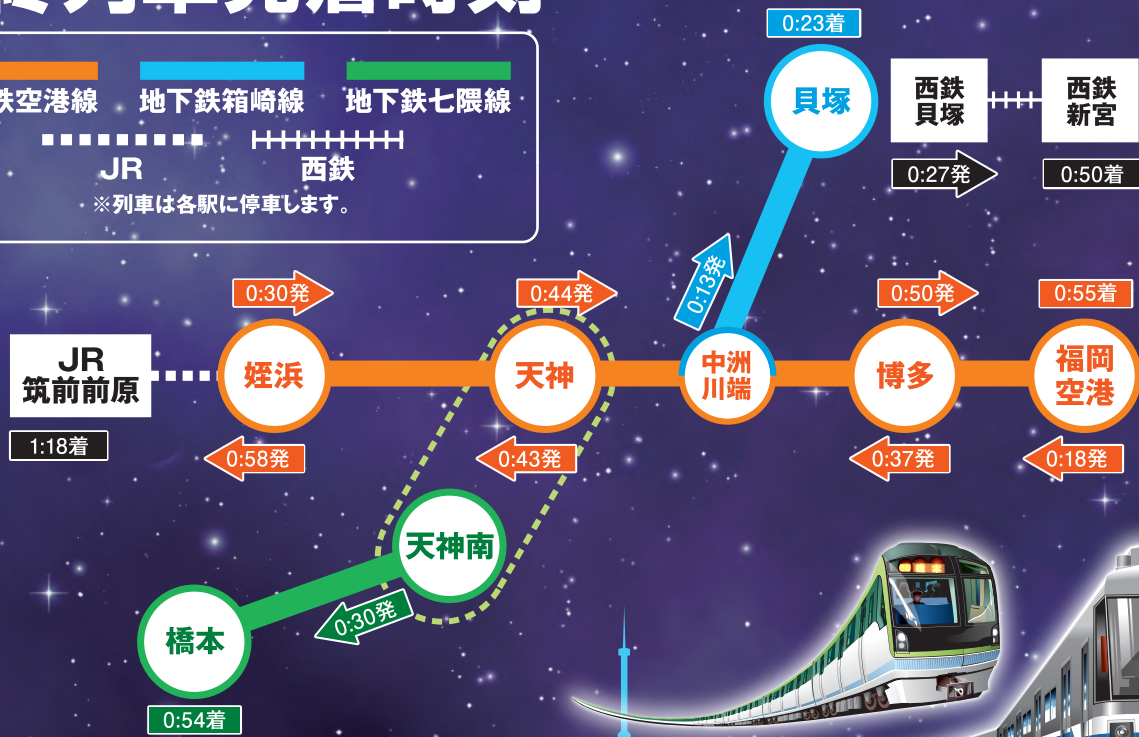 終列車発着時刻
鉄空港線 地下鉄箱崎線 地下鉄七隈線
JR 西鉄
※列車は各駅に停車します。
0:23着
貝塚
西鉄
貝塚
0:27発
西鉄
新宮
0:50着
0:13発
0:30発
0:44発
0:50発
0:55着
JR
筑前前原
姪浜
天神
中洲
川端
博多
福岡
空港
1:18着
0:58発
0:43発
0:37発
0:18発
天神南
0:30発
橋本
0:54着